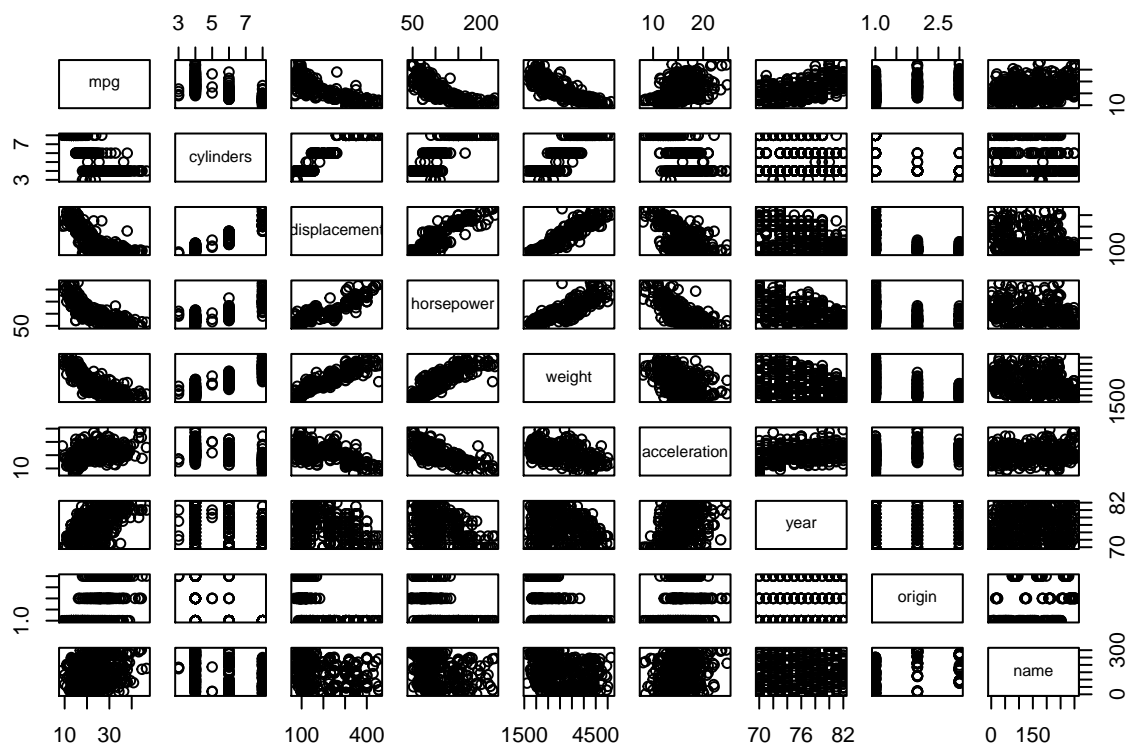 3 5 7 50 200 10 20 1.0 2.5
mpg
10
cylinders
3 7
displacement
100
horsepower
50
weight
1500
acceleration
10
year
70 82
origin
1.0
name
0 300
10 30 100 400 1500 4500 70 76 82 0 150